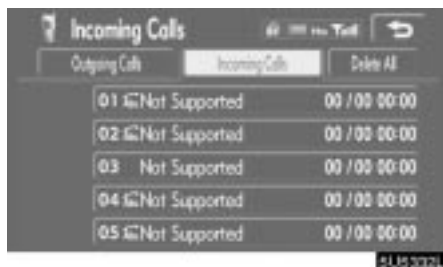 Incoming Calls
Outgoing Calls Incoming Calls Delete All
01 Not Supported 00/00 00:00
02 Not Supported 00/00 00:00
03 Not Supported 00/00 00:00
04 Not Supported 00/00 00:00
05 Not Supported 00/00 00:00